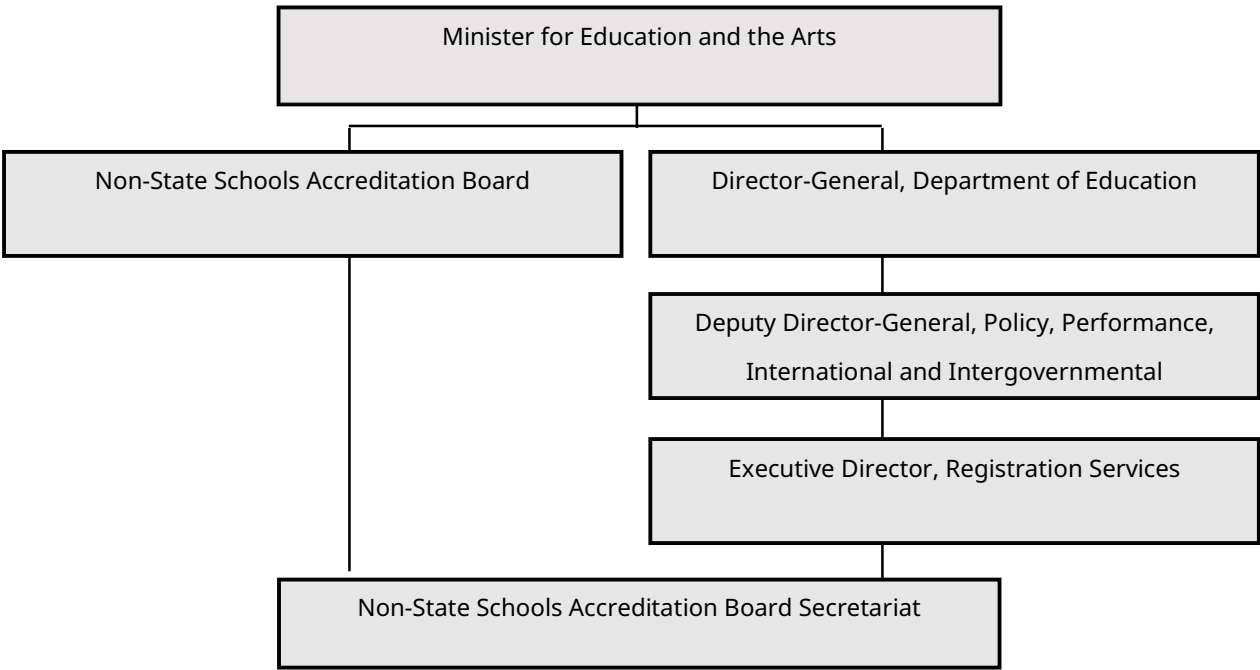 Minister for Education and the Arts
Non-State Schools Accreditation Board
Director-General, Department of Education
Deputy Director-General, Policy, Performance,
International and Intergovernmental
Executive Director, Registration Services
Non-State Schools Accreditation Board Secretariat